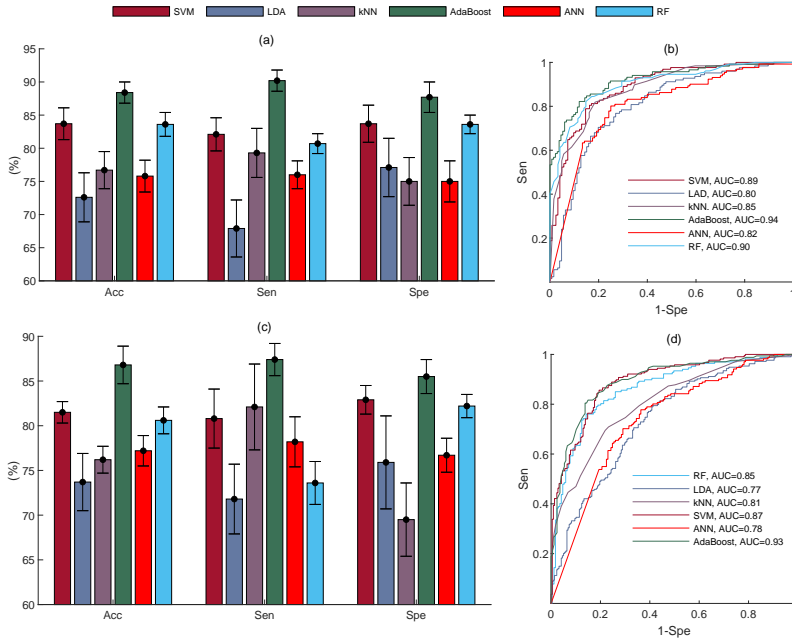 SVM LDA kNN AdaBoost ANN RF
(a)
90
85
80
75
70
65
60
(%)
Acc Sen Spe
(b)
1
0.8
0.6
0.4
0.2
Sen
SVM, AUC=0.89
LAD, AUC=0.80
kNN, AUC=0.85
AdaBoost, AUC=0.94
ANN, AUC=0.82
RF, AUC=0.90
0 0.2 0.4 0.6 0.8 1
1-Spe
(c)
90
85
80
75
70
65
60
(%)
Acc Sen Spe
(d)
1
0.8
0.6
0.4
0.2
Sen
RF, AUC=0.85
LDA, AUC=0.77
kNN, AUC=0.81
SVM, AUC=0.87
ANN, AUC=0.78
AdaBoost, AUC=0.93
0 0.2 0.4 0.6 0.8 1
1-Spe